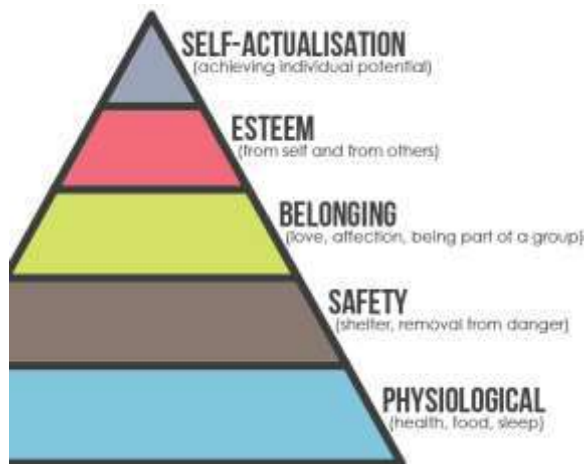 SELF-ACTUALISATION
(achieving individual potential)
ESTEEM
(from self and from others)
BELONGING
(love, affection, being part of a group)
SAFETY
(shelter, removal from danger)
PHYSIOLOGICAL
(health, food, sleep)